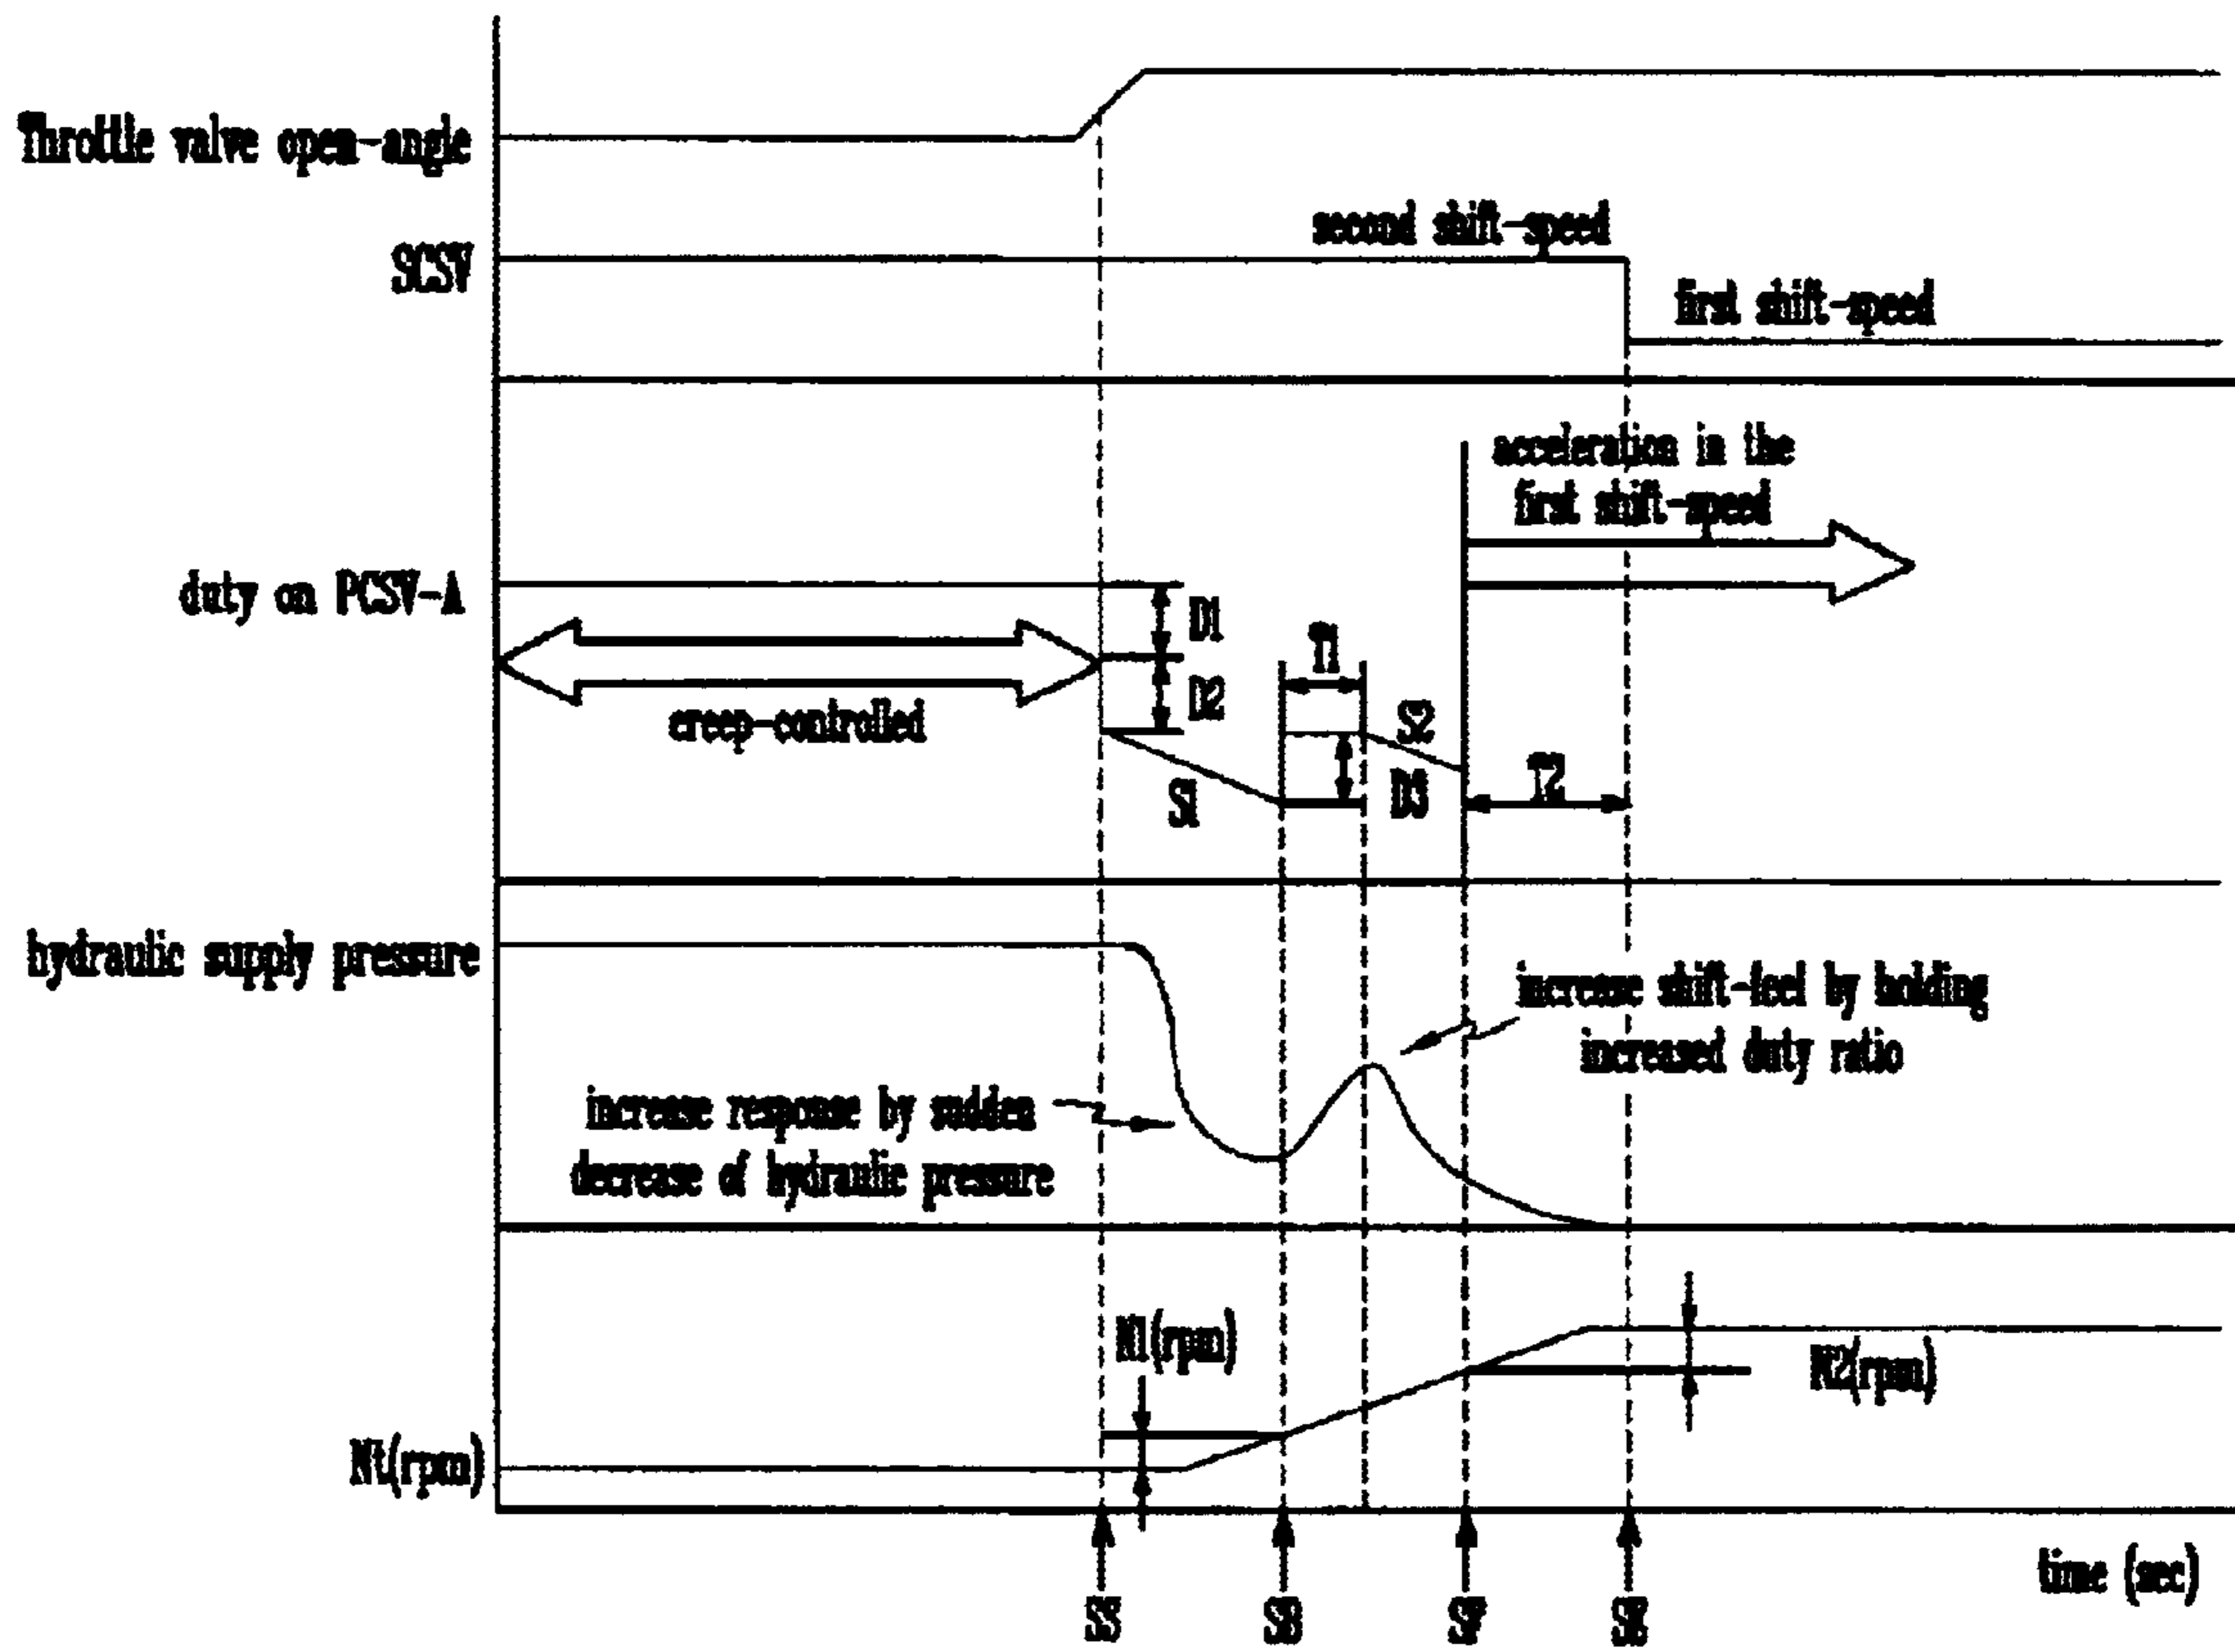 Throttle valve open-angle
SCSV
second shift-speed
first shift-speed
acceleration in the
first shift-speed
duty on PCSV-A
D1
D2
T1
S2
creep-controlled
S1
D3
T2
hydraulic supply pressure
increase shift-feel by holding
increased duty ratio
increase response by sudden
decrease of hydraulic pressure
N1(rpm)
N2(rpm)
Nt(rpm)
time (sec)
SS
SB
SF
SE